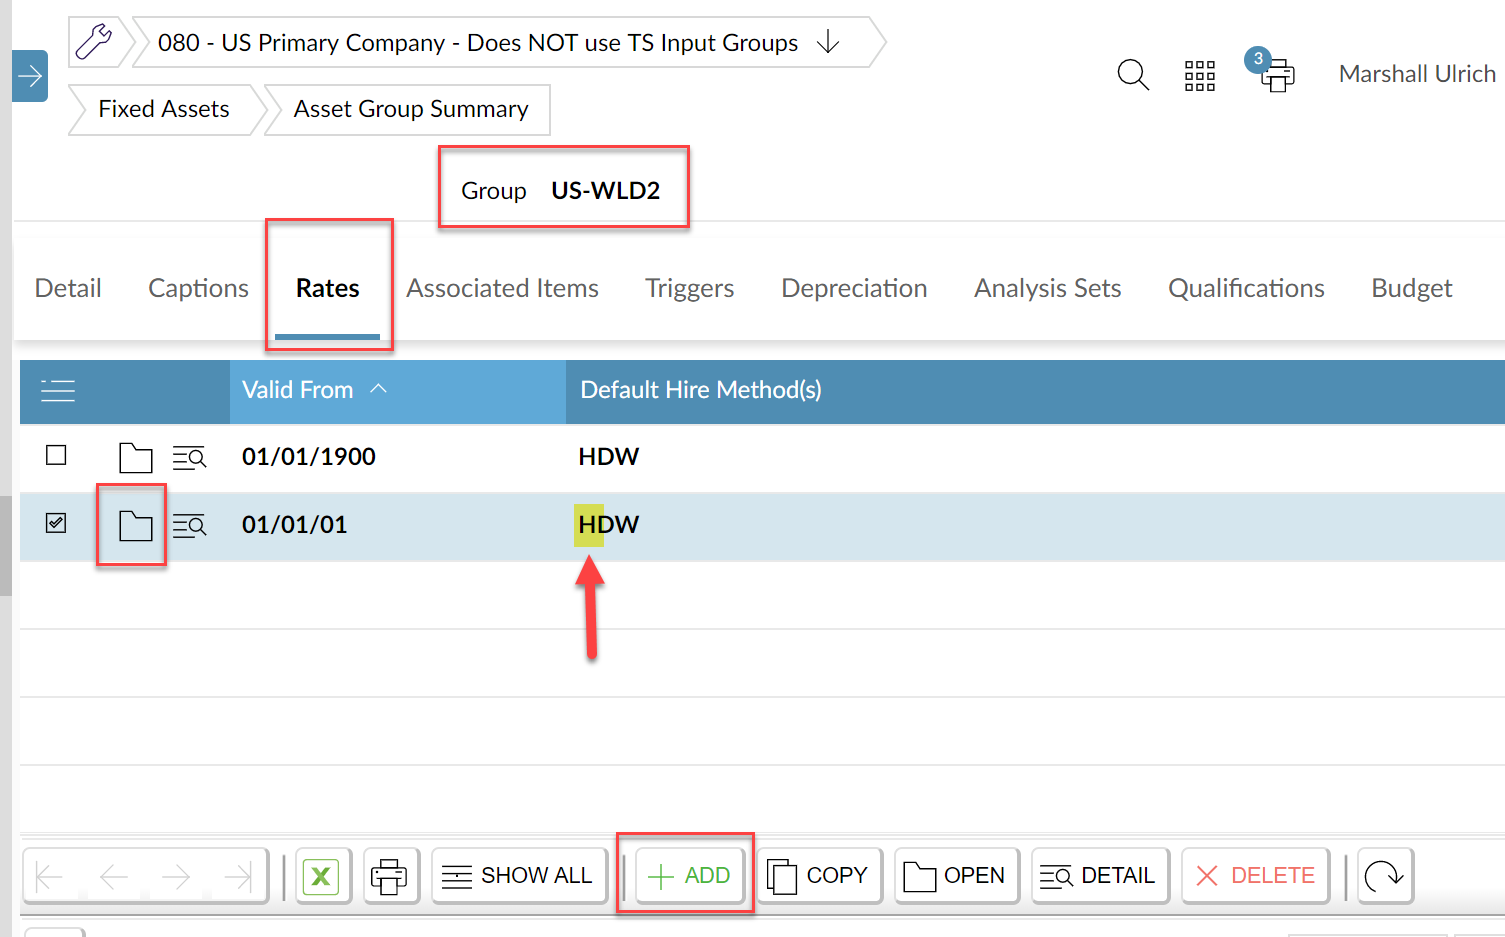 080 - US Primary Company - Does NOT use TS Input Groups
3
Marshall Ulrich
Fixed Assets
Asset Group Summary
Group US-WLD2
Detail Captions Rates Associated Items Triggers Depreciation Analysis Sets Qualifications Budget
Valid From Default Hire Method(s)
01/01/1900 HDW
01/01/01 HDW
X SHOW ALL ADD COPY OPEN DETAIL DELETE